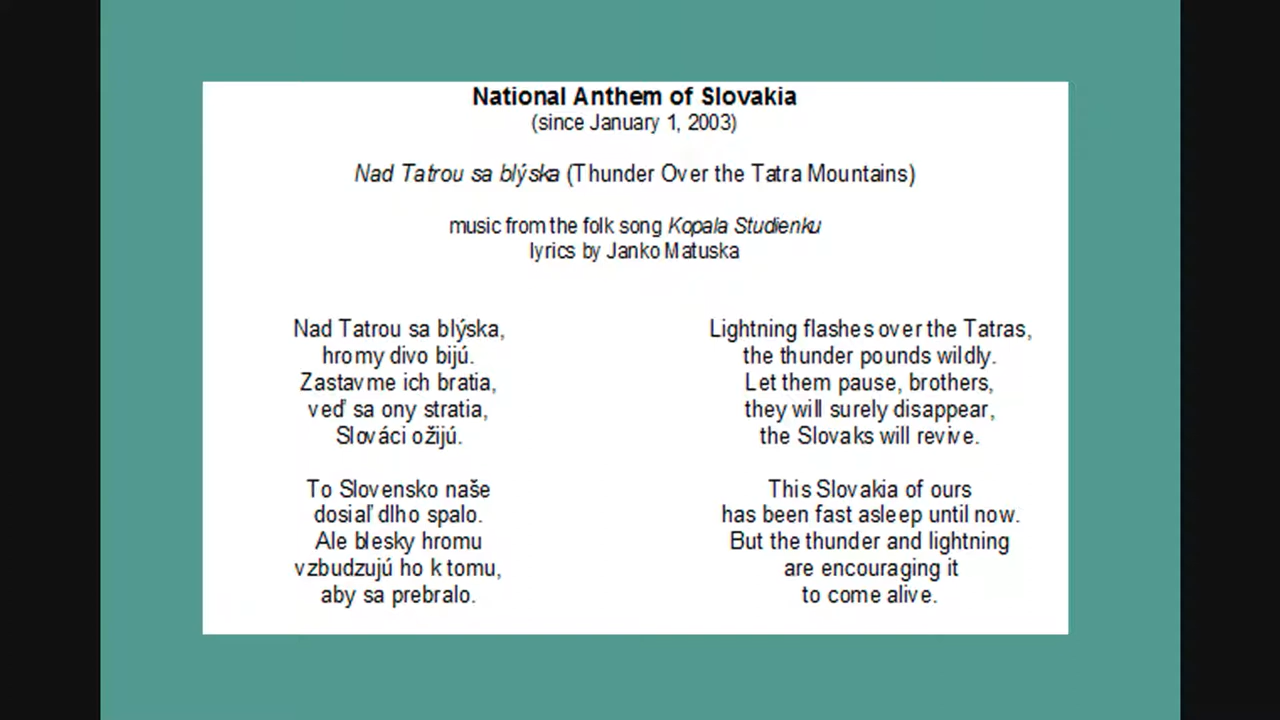 National Anthem of Slovakia
(since January 1, 2003)
Nad Tatrou sa blýska (Thunder Over the Tatra Mountains)
music from the folk song Kopala Studienku
lyrics by Janko Matuska
Nad Tatrou sa blýska,
hromy divo bijú.
Zastavme ich bratia,
veď sa ony stratia,
Slováci ožijú.
To Slovensko naše
dosiaľ dlho spalo.
Ale blesky hromu
vzbudzujú ho k tomu,
aby sa prebralo.
Lightning flashes over the Tatras,
the thunder pounds wildly.
Let them pause, brothers,
they will surely disappear,
the Slovaks will revive.
This Slovakia of ours
has been fast asleep until now.
But the thunder and lightning
are encouraging it
to come alive.